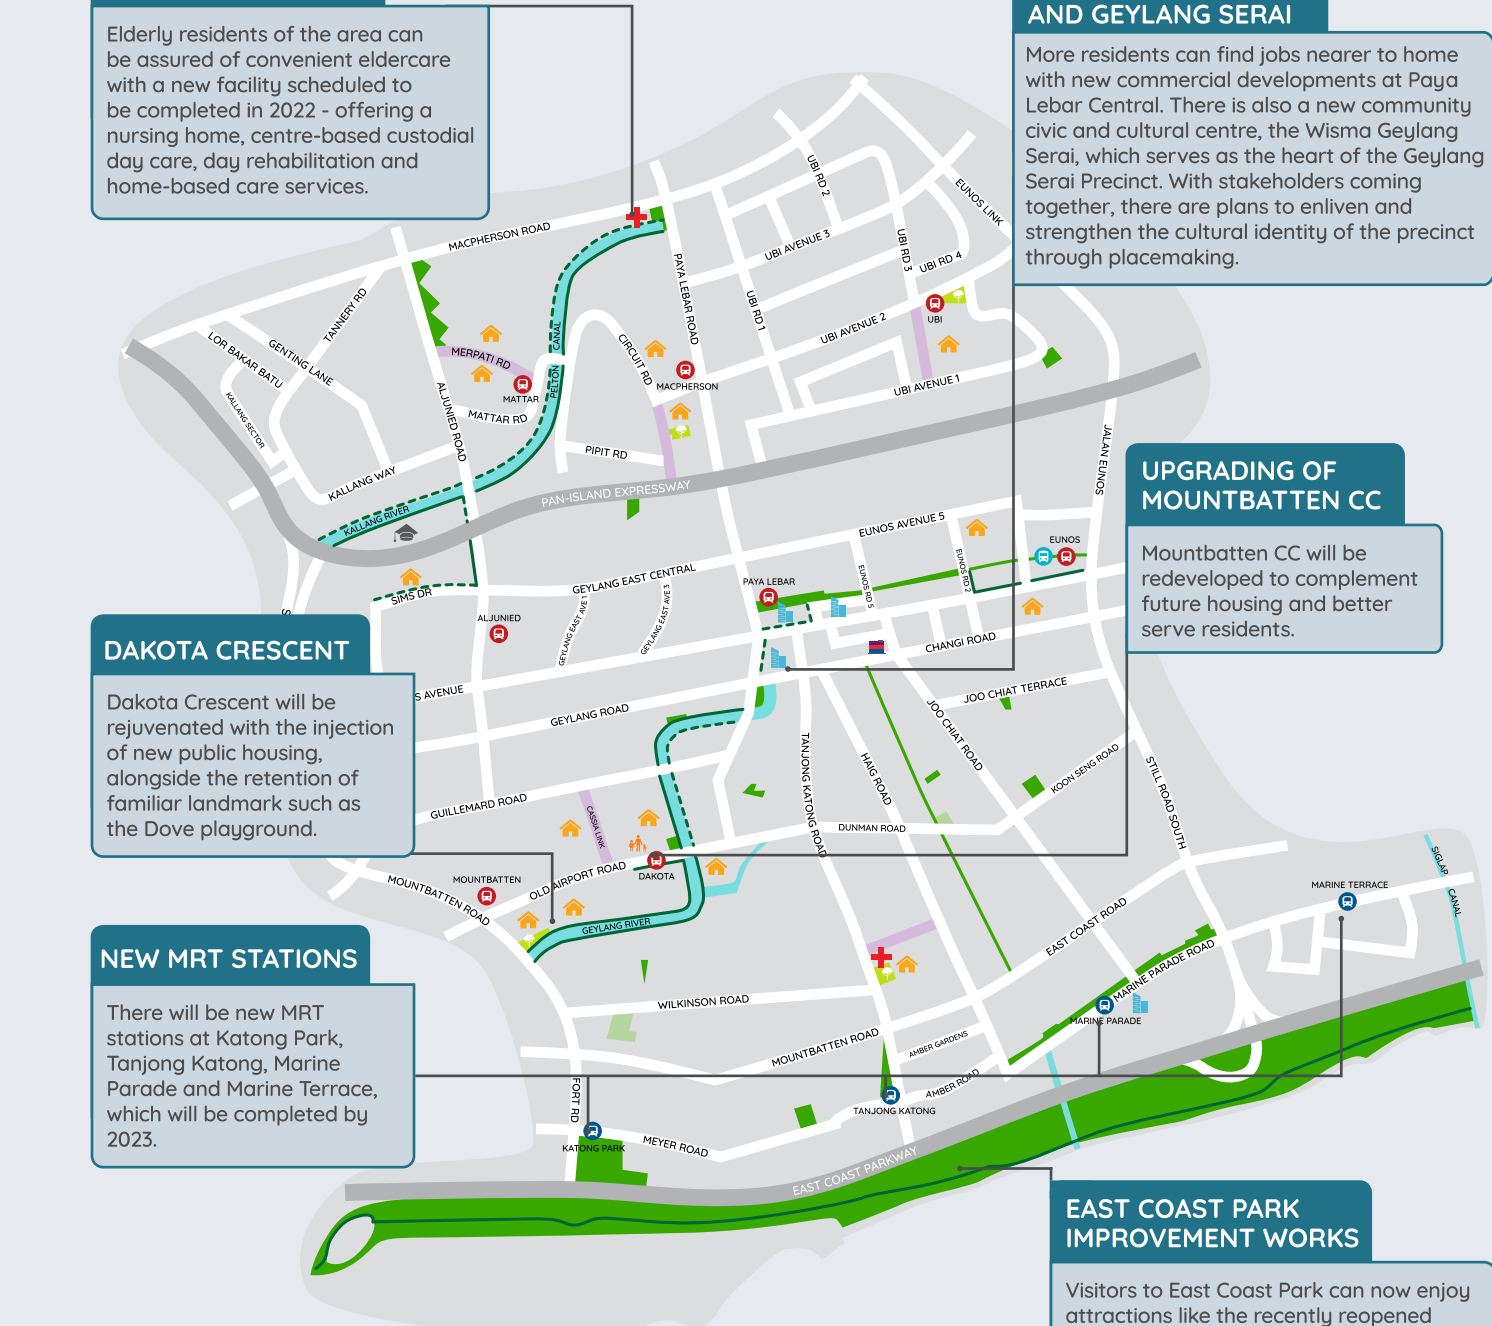 Elderly residents of the area can
be assured of convenient eldercare
with a new facility scheduled to
be completed in 2022 - offering a
nursing home, centre-based custodial
day care, day rehabilitation and
home-based care services.
AND GEYLANG SERAI
More residents can find jobs nearer to home
with new commercial developments at Paya
Lebar Central. There is also a new community
civic and cultural centre, the Wisma Geylang
Serai, which serves as the heart of the Geylang
Serai Precinct. With stakeholders coming
together, there are plans to enliven and
strengthen the cultural identity of the precinct
through placemaking.
UPGRADING OF
MOUNTBATTEN CC
Mountbatten CC will be
redeveloped to complement
future housing and better
serve residents.
DAKOTA CRESCENT
Dakota Crescent will be
rejuvenated with the injection
of new public housing,
alongside the retention of
familiar landmark such as
the Dove playground.
NEW MRT STATIONS
There will be new MRT
stations at Katong Park,
Tanjong Katong, Marine
Parade and Marine Terrace,
which will be completed by
2023.
EAST COAST PARK
IMPROVEMENT WORKS
Visitors to East Coast Park can now enjoy
attractions like the recently reopened
MACPHERSON ROAD
UBI RD 2
EUNOS LINK
UBI AVENUE 3
UBI RD 3
UBI RD 4
PAYA LEBAR ROAD
UBI RD 1
UBI AVENUE 2
UBI
UBI AVENUE 1
TANNERY RD
LOR BAKAR BATU
GENTING LANE
KALLANG SECTOR
KALLANG WAY
MERPATI RD
MATTAR
MATTAR RD
ALJUNIED ROAD
PELTON CANAL
CIRCUIT RD
MACPHERSON
PIPIT RD
PAN-ISLAND EXPRESSWAY
KALLANG RIVER
JALAN EUNOS
EUNOS AVENUE 5
EUNOS
EUNOS RD 2
EUNOS RD 5
GEYLANG EAST CENTRAL
PAYA LEBAR
SIMS DR
S
ALJUNIED
GEYLANG EAST AVE 1
GEYLANG EAST AVE 3
CHANGI ROAD
S AVENUE
GEYLANG ROAD
JOO CHIAT TERRACE
JOO CHIAT ROAD
KOON SENG ROAD
HAIG ROAD
TANJONG KATONG ROAD
STILL ROAD SOUTH
GUILLEMARD ROAD
CASSIA LINK
DUNMAN ROAD
OLD AIRPORT ROAD
DAKOTA
MOUNTBATTEN
MOUNTBATTEN ROAD
GEYLANG RIVER
SIGLAP
CANAL
MARINE TERRACE
EAST COAST ROAD
MARINE PARADE ROAD
MARINE PARADE
WILKINSON ROAD
MOUNTBATTEN ROAD
AMBER GARDENS
AMBER ROAD
TANJONG KATONG
FORT RD
KATONG PARK
MEYER ROAD
EAST COAST PARKWAY